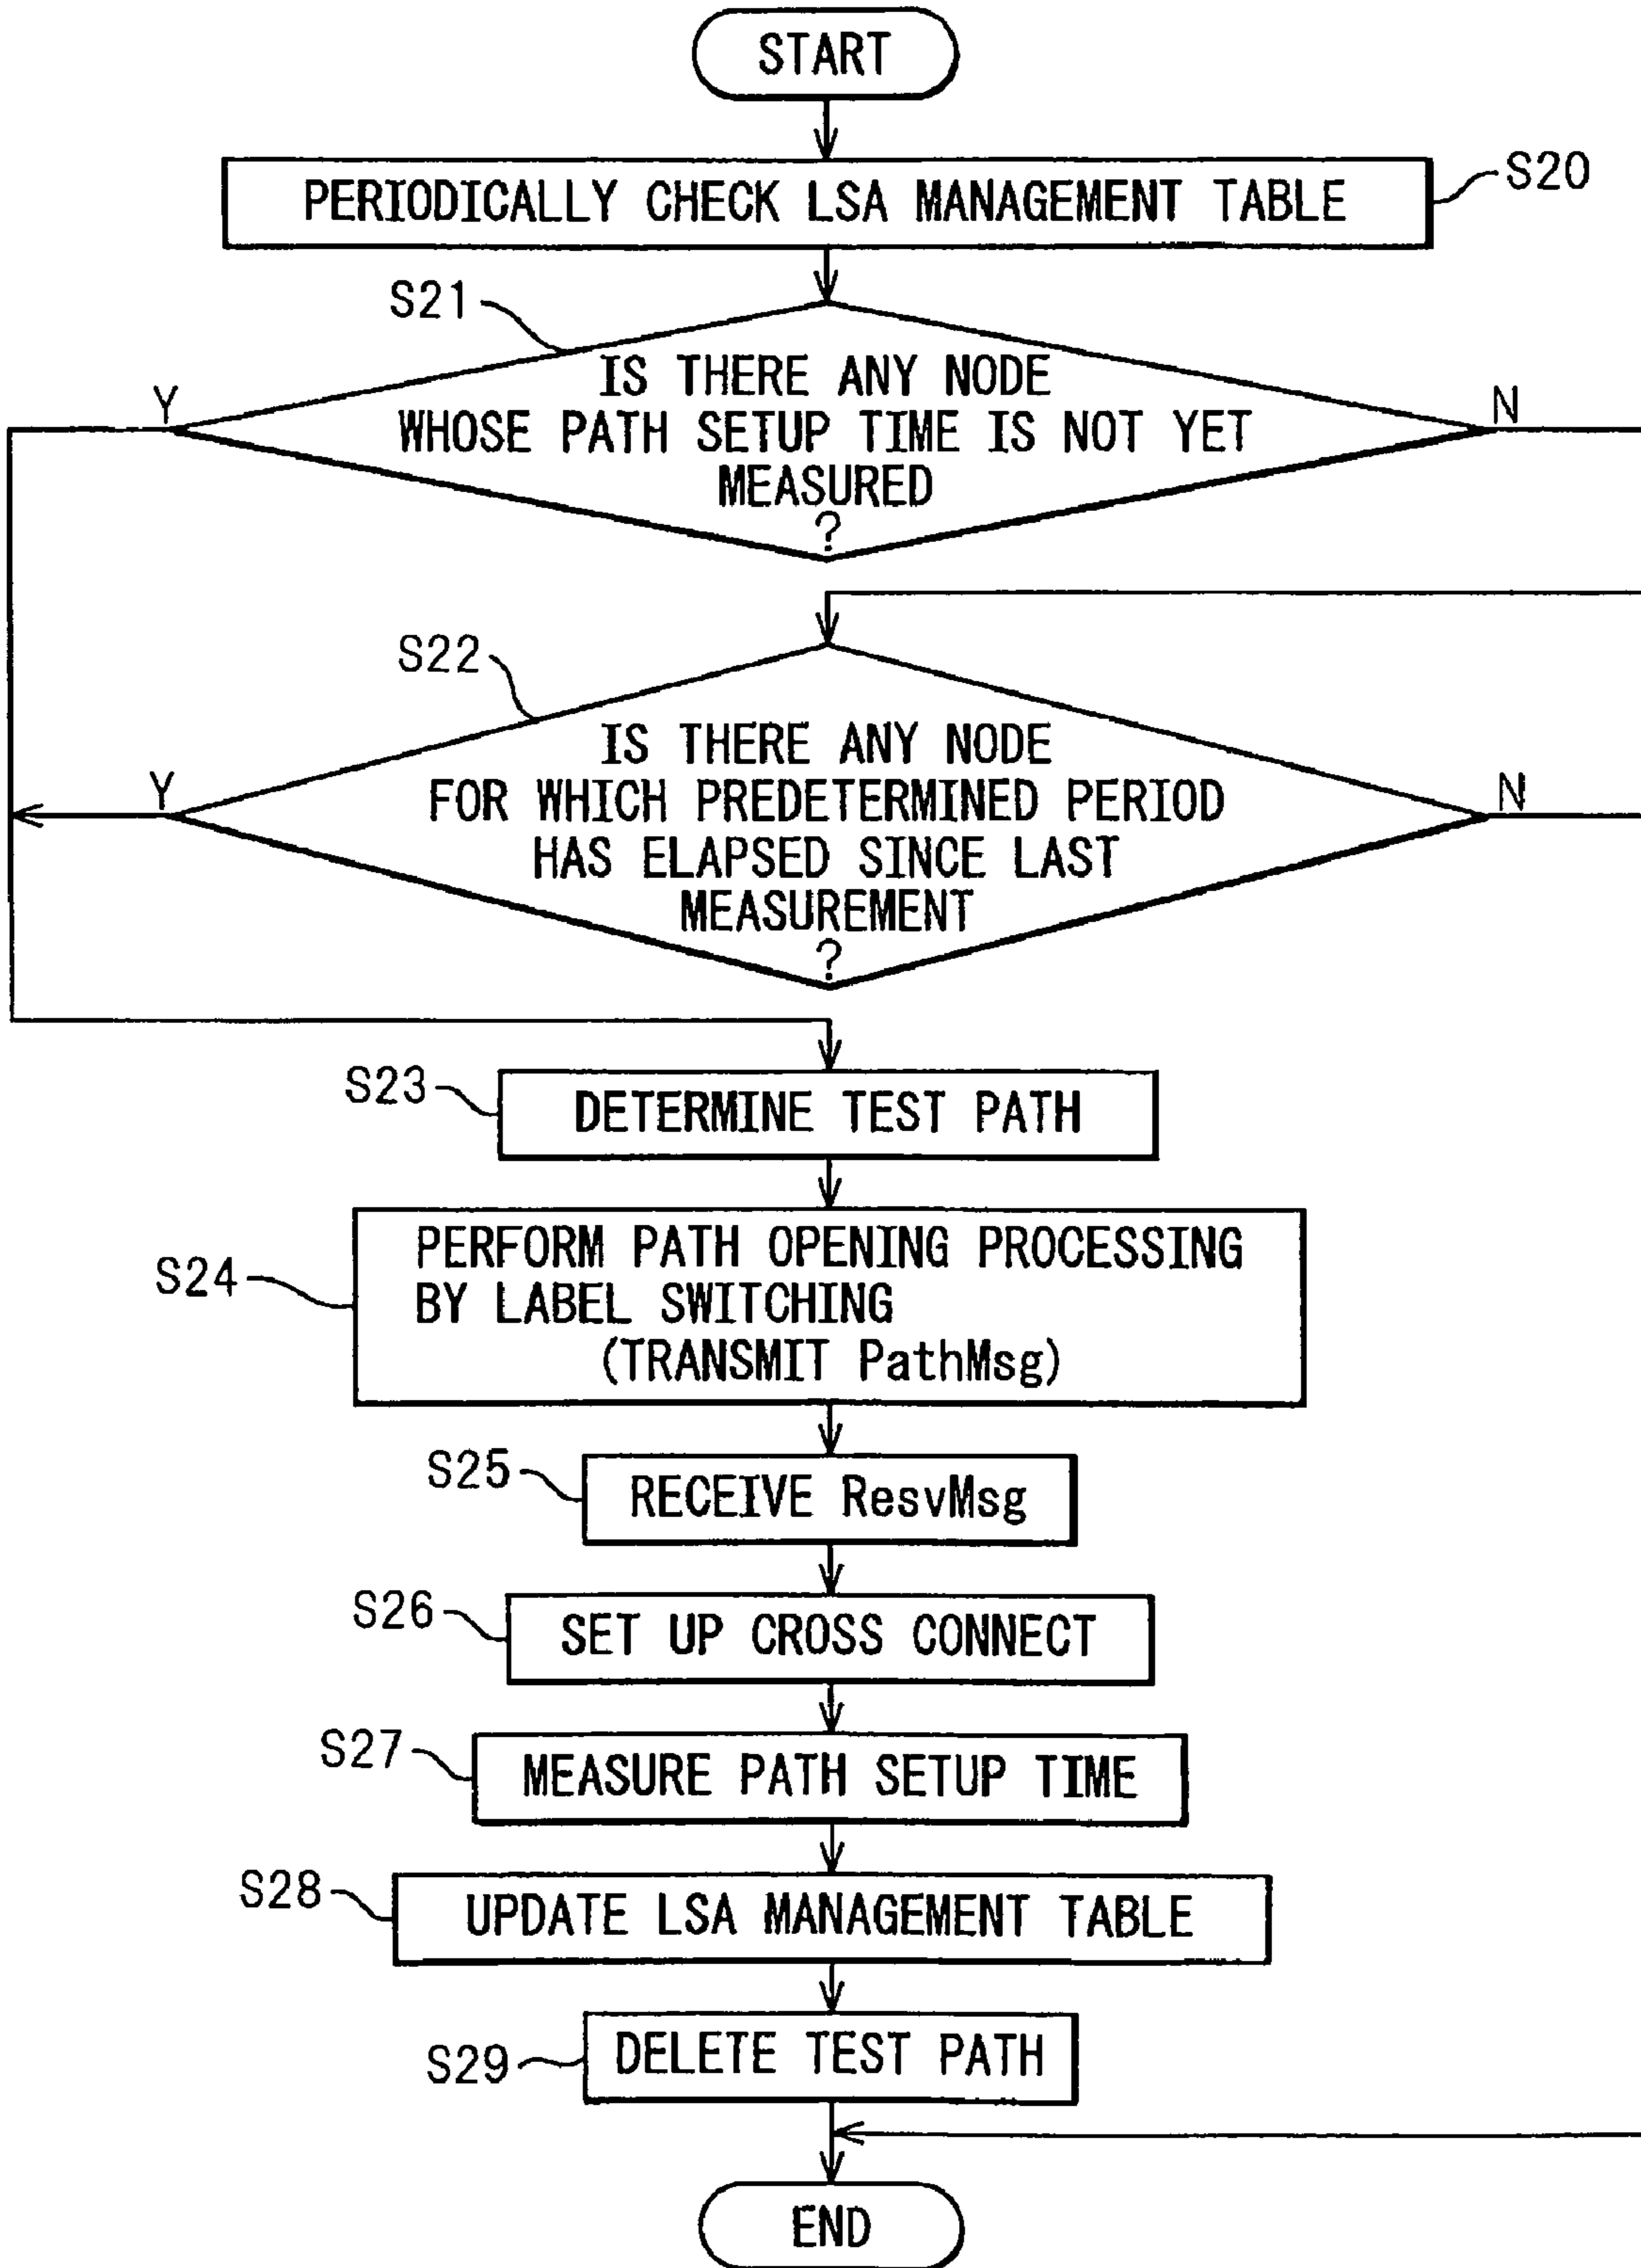 START
PERIODICALLY CHECK LSA MANAGEMENT TABLE
S20
S21
IS THERE ANY NODE
WHOSE PATH SETUP TIME IS NOT YET
MEASURED
?
Y
N
S22
IS THERE ANY NODE
FOR WHICH PREDETERMINED PERIOD
HAS ELAPSED SINCE LAST
MEASUREMENT
?
Y
N
S23
DETERMINE TEST PATH
S24
PERFORM PATH OPENING PROCESSING
BY LABEL SWITCHING
(TRANSMIT PathMsg)
S25
RECEIVE ResvMsg
S26
SET UP CROSS CONNECT
S27
MEASURE PATH SETUP TIME
S28
UPDATE LSA MANAGEMENT TABLE
S29
DELETE TEST PATH
END